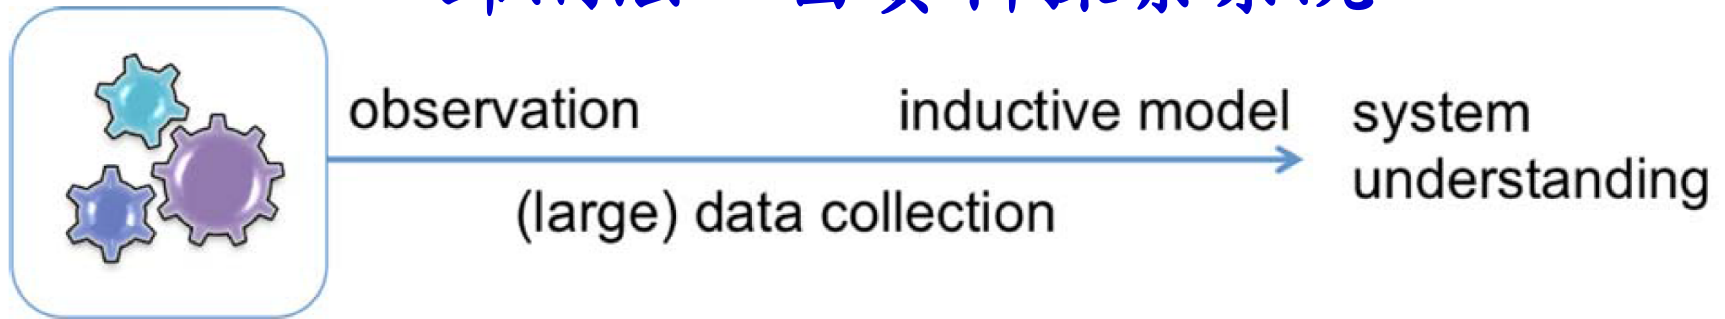 observation
inductive model
system
understanding
(large) data collection